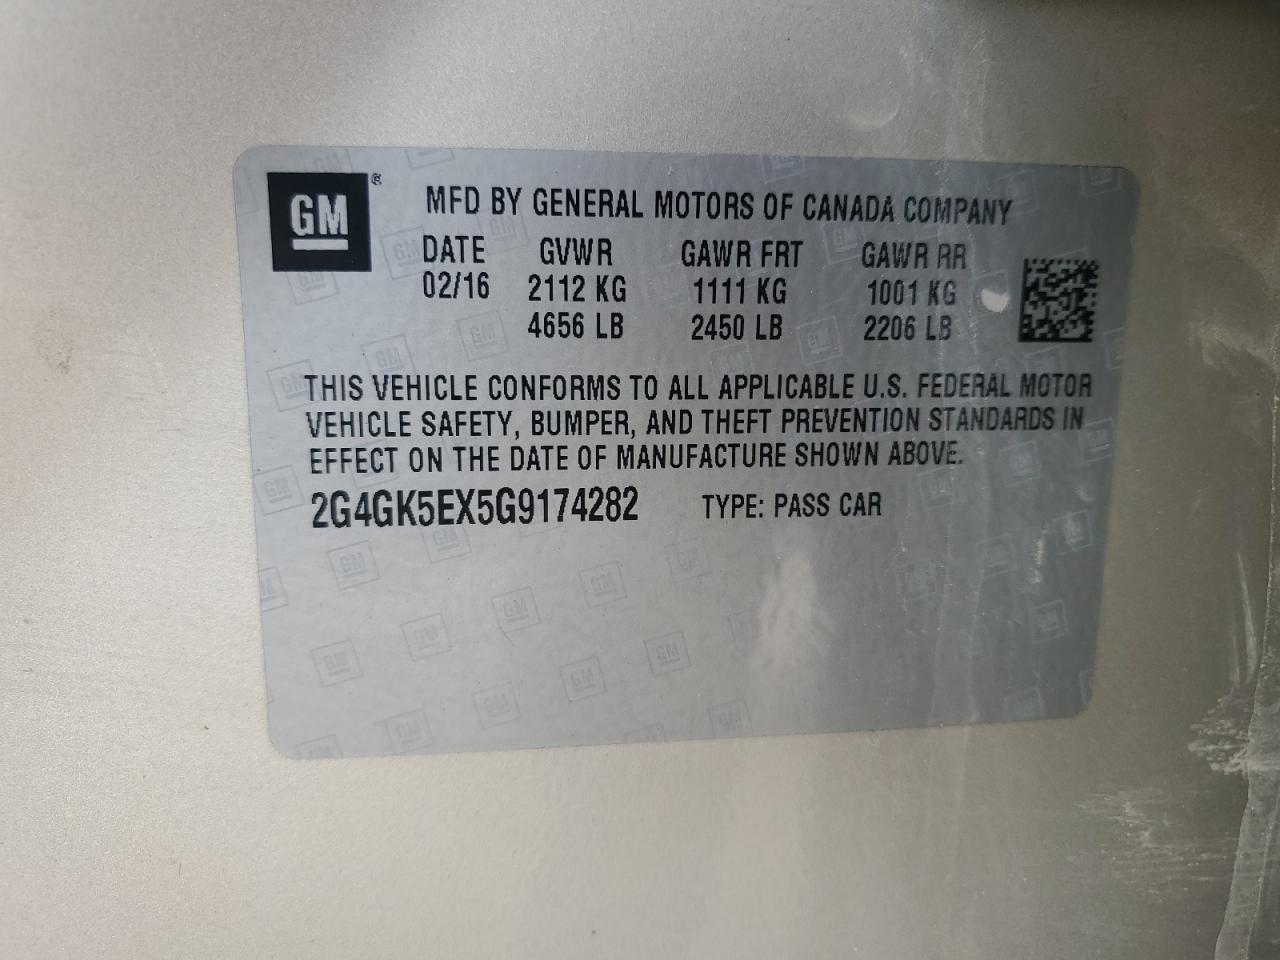 GM®
MFD BY GENERAL MOTORS OF CANADA COMPANY
DATE GVWR GAWR FRT GAWR RR
02/16 2112 KG 1111 KG 1001 KG
4656 LB 2450 LB 2206 LB
THIS VEHICLE CONFORMS TO ALL APPLICABLE U.S. FEDERAL MOTOR
VEHICLE SAFETY, BUMPER, AND THEFT PREVENTION STANDARDS IN
EFFECT ON THE DATE OF MANUFACTURE SHOWN ABOVE.
2G4GK5EX5G9174282 TYPE: PASS CAR